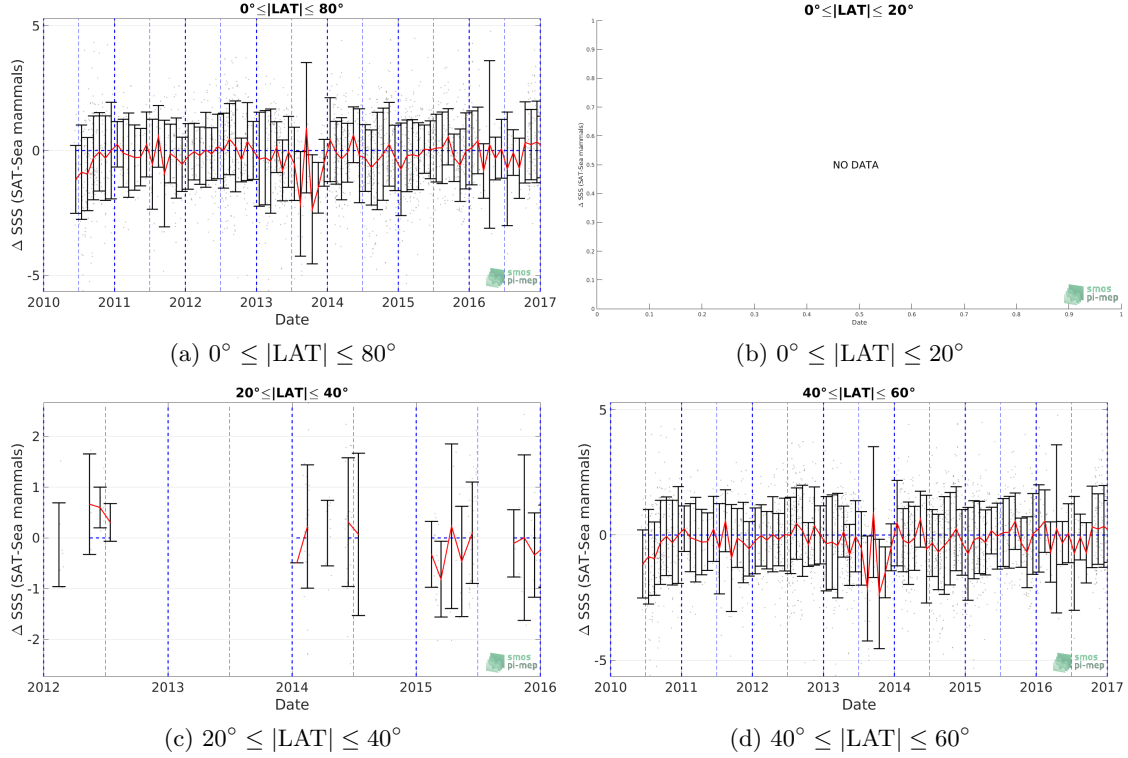 0°≤|LAT|≤ 80°
Δ SSS (SAT-Sea mammals)
5
0
-5
2010 2011 2012 2013 2014 2015 2016 2017
Date
smos
pi-mep
(a) 0° ≤ |LAT| ≤ 80°
0°≤|LAT|≤ 20°
Δ SSS (SAT-Sea mammals)
1
0.9
0.8
0.7
0.6
0.5
0.4
0.3
0.2
0.1
0
NO DATA
0 0.1 0.2 0.3 0.4 0.5 0.6 0.7 0.8 0.9 1
Date
smos
pi-mep
(b) 0° ≤ |LAT| ≤ 20°
20°≤|LAT|≤ 40°
Δ SSS (SAT-Sea mammals)
2
1
0
-1
-2
2012 2013 2014 2015 2016
Date
smos
pi-mep
(c) 20° ≤ |LAT| ≤ 40°
40°≤|LAT|≤ 60°
Δ SSS (SAT-Sea mammals)
5
0
-5
2010 2011 2012 2013 2014 2015 2016 2017
Date
smos
pi-mep
(d) 40° ≤ |LAT| ≤ 60°